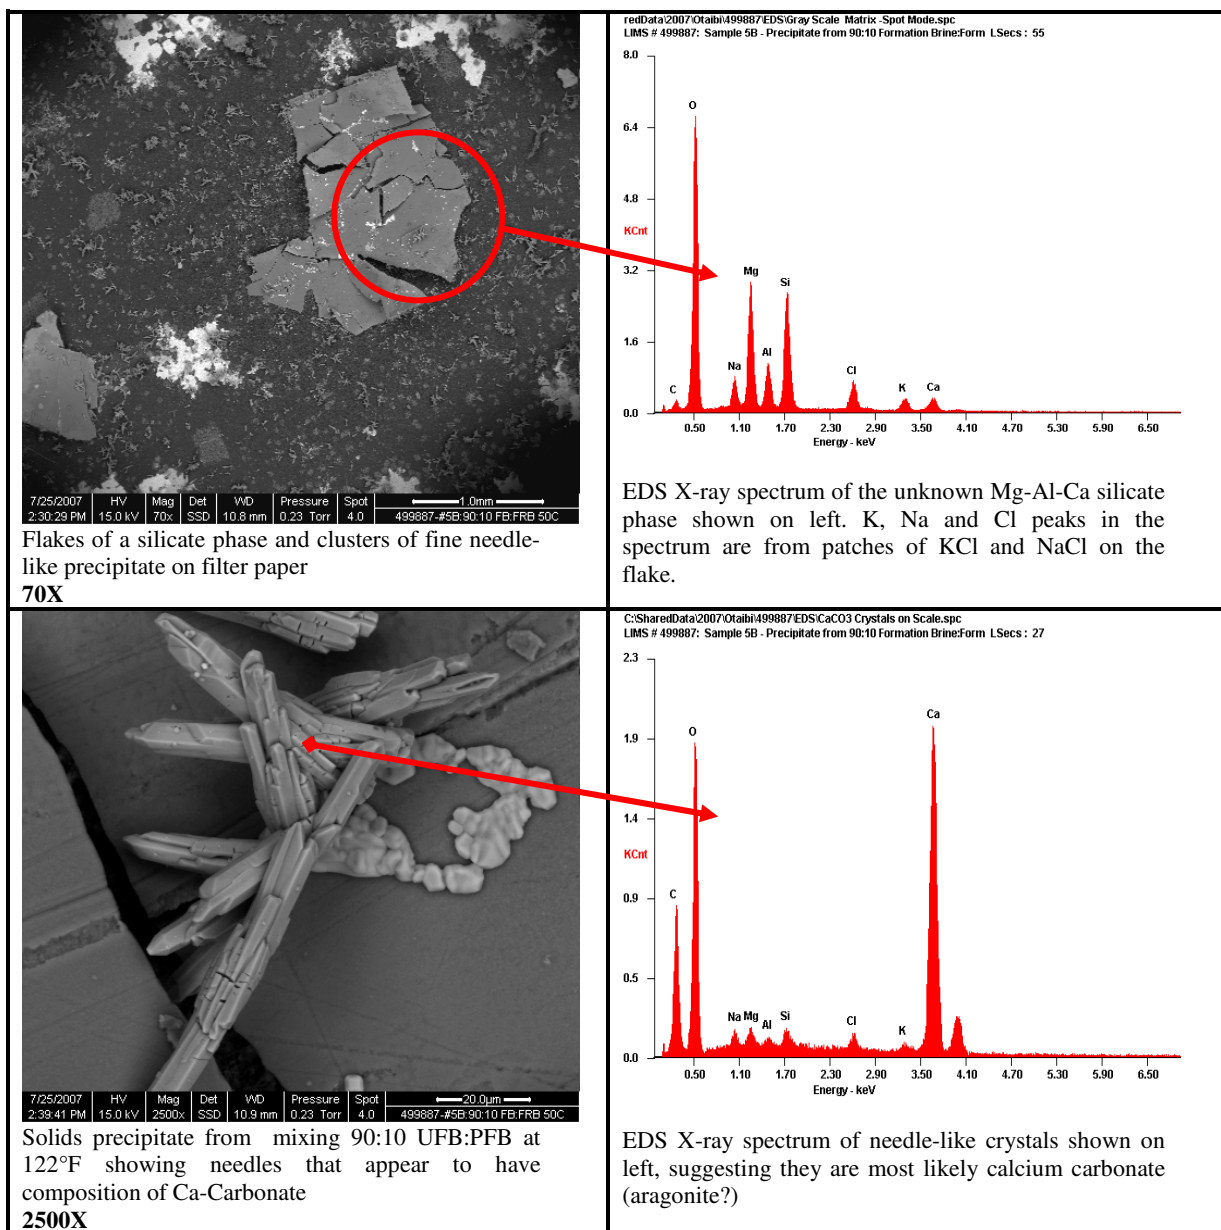 redData\2007\Otaibi\499887\EDS\Gray Scale Matrix -Spot Mode.spc
LIMS # 499887: Sample 5B - Precipitate from 90:10 Formation Brine:Form LSecs : 55
8.0
6.4
4.8
KCnt
3.2
1.6
0.0
C
O
Na
Mg
Al
Si
Cl
K
Ca
0.50 1.10 1.70 2.30 2.90 3.50 4.10 4.70 5.30 5.90 6.50
Energy - keV
7/25/2007 HV Mag Det WD Pressure Spot 1.0mm
2:30:29 PM 15.0 kV 70x SSD 10.8 mm 0.23 Torr 4.0 499887-#5B:90:10 FB:FRB 50C
Flakes of a silicate phase and clusters of fine needle-
like precipitate on filter paper
70X
EDS X-ray spectrum of the unknown Mg-Al-Ca silicate
phase shown on left. K, Na and Cl peaks in the
spectrum are from patches of KCl and NaCl on the
flake.
C:\SharedData\2007\Otaibi\499887\EDS\CaCO3 Crystals on Scale.spc
LIMS # 499887: Sample 5B - Precipitate from 90:10 Formation Brine:Form LSecs : 27
2.3
1.9
1.4
KCnt
0.9
0.5
0.0
C
O
Na
Mg
Al
Si
Cl
K
Ca
0.50 1.10 1.70 2.30 2.90 3.50 4.10 4.70 5.30 5.90 6.50
Energy - keV
7/25/2007 HV Mag Det WD Pressure Spot 20.0µm
2:39:41 PM 15.0 kV 2500x SSD 10.9 mm 0.23 Torr 4.0 499887-#5B:90:10 FB:FRB 50C
Solids precipitate from mixing 90:10 UFB:PFB at
122°F showing needles that appear to have
composition of Ca-Carbonate
2500X
EDS X-ray spectrum of needle-like crystals shown on
left, suggesting they are most likely calcium carbonate
(aragonite?)